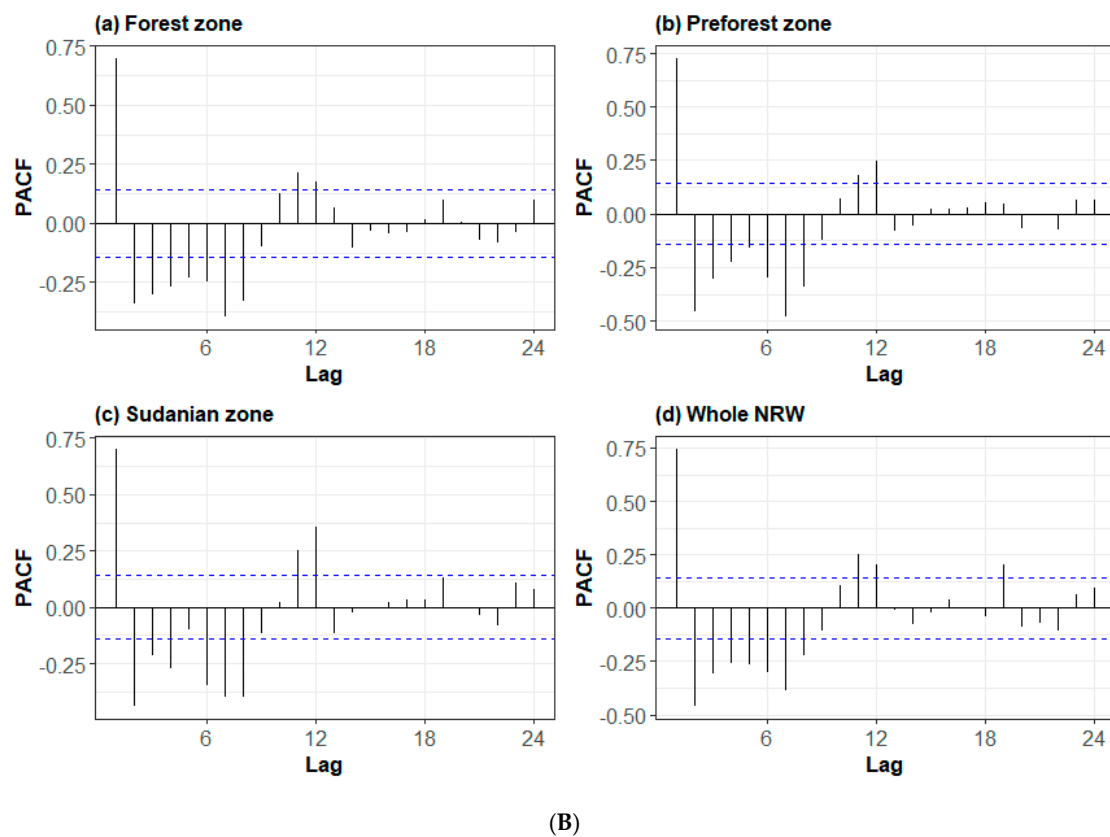 (a) Forest zone
0.75
0.50
0.25
0.00
-0.25
PACF
6 12 18 24
Lag
(b) Preforest zone
0.75
0.50
0.25
0.00
-0.25
-0.50
PACF
6 12 18 24
Lag
(c) Sudanian zone
0.75
0.50
0.25
0.00
-0.25
PACF
6 12 18 24
Lag
(d) Whole NRW
0.75
0.50
0.25
0.00
-0.25
-0.50
PACF
6 12 18 24
Lag
(B)